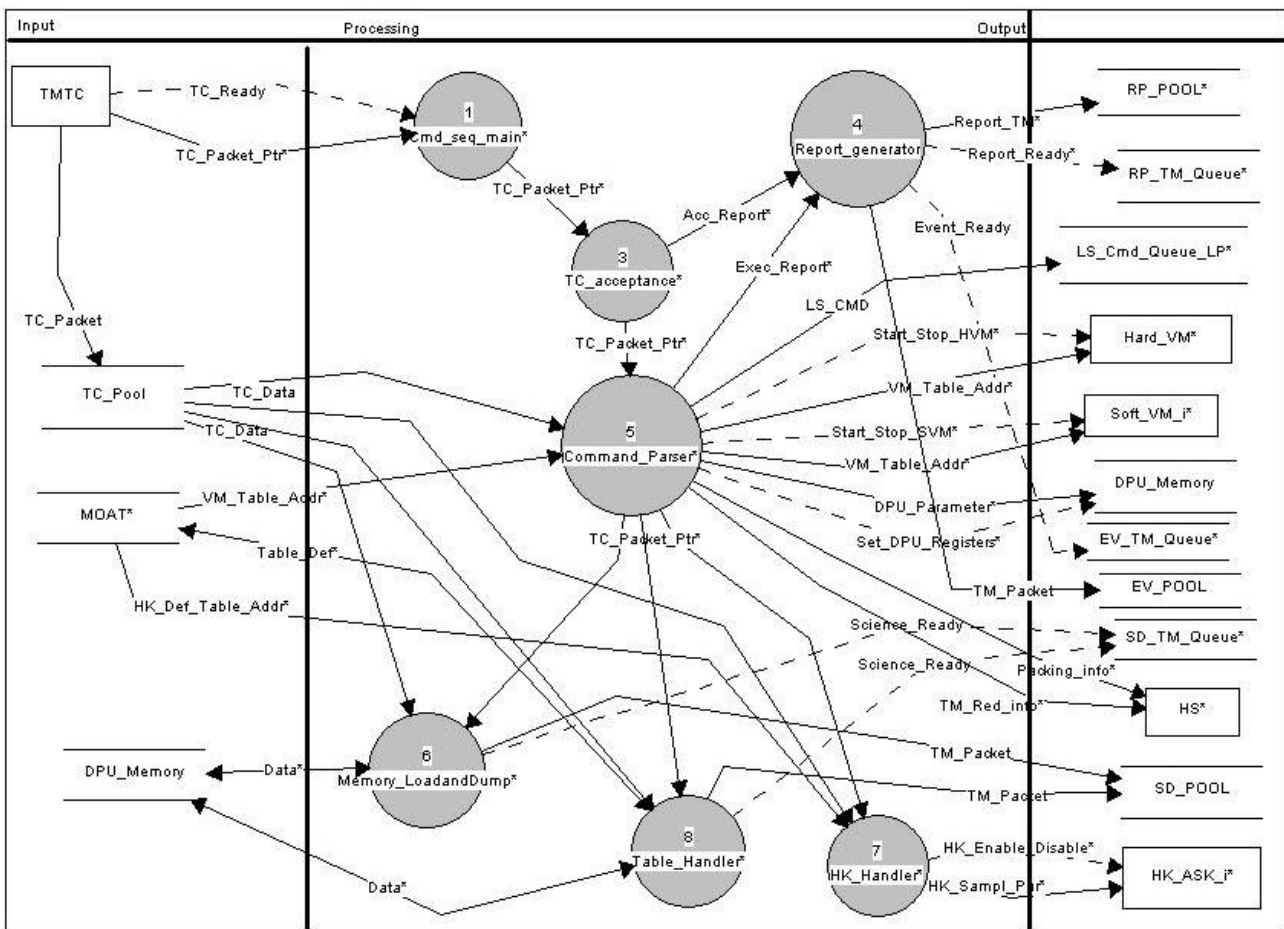 Input
Processing
Output
TMTC
TC_Ready
TC_Packet_Ptr*
1
Cmd_seq_main*
4
Report_generator
Report_TM*
RP_POOL*
Report_Ready*
RP_TM_Queue*
TC_Packet_Ptr*
Acc_Report*
Event_Ready
3
TC_acceptance*
Exec_Report*
LS_CMD
LS_Cmd_Queue_LP*
TC_Packet
TC_Packet_Ptr*
Start_Stop_HVM*
Hard_VM*
TC_Pool
TC_Data
VM_Table_Addr*
TC_Data
5
Command_Parser*
Start_Stop_SVM*
Soft_VM_i*
VM_Table_Addr*
MOAT*
VM_Table_Addr*
DPU_Parameter*
DPU_Memory
Table_Def*
TC_Packet_Ptr*
Set_DPU_Registers*
EV_TM_Queue*
HK_Def_Table_Addr*
TM_Packet
EV_POOL
Science_Ready
SD_TM_Queue*
Science_Ready
Packing_info*
TM_Red_info*
HS*
DPU_Memory
Data*
6
Memory_LoadandDump*
TM_Packet
TM_Packet
SD_POOL
8
Table_Handler*
7
HK_Handler*
HK_Enable_Disable*
HK_ASK_i*
Data*
HK_Sampl_Par*